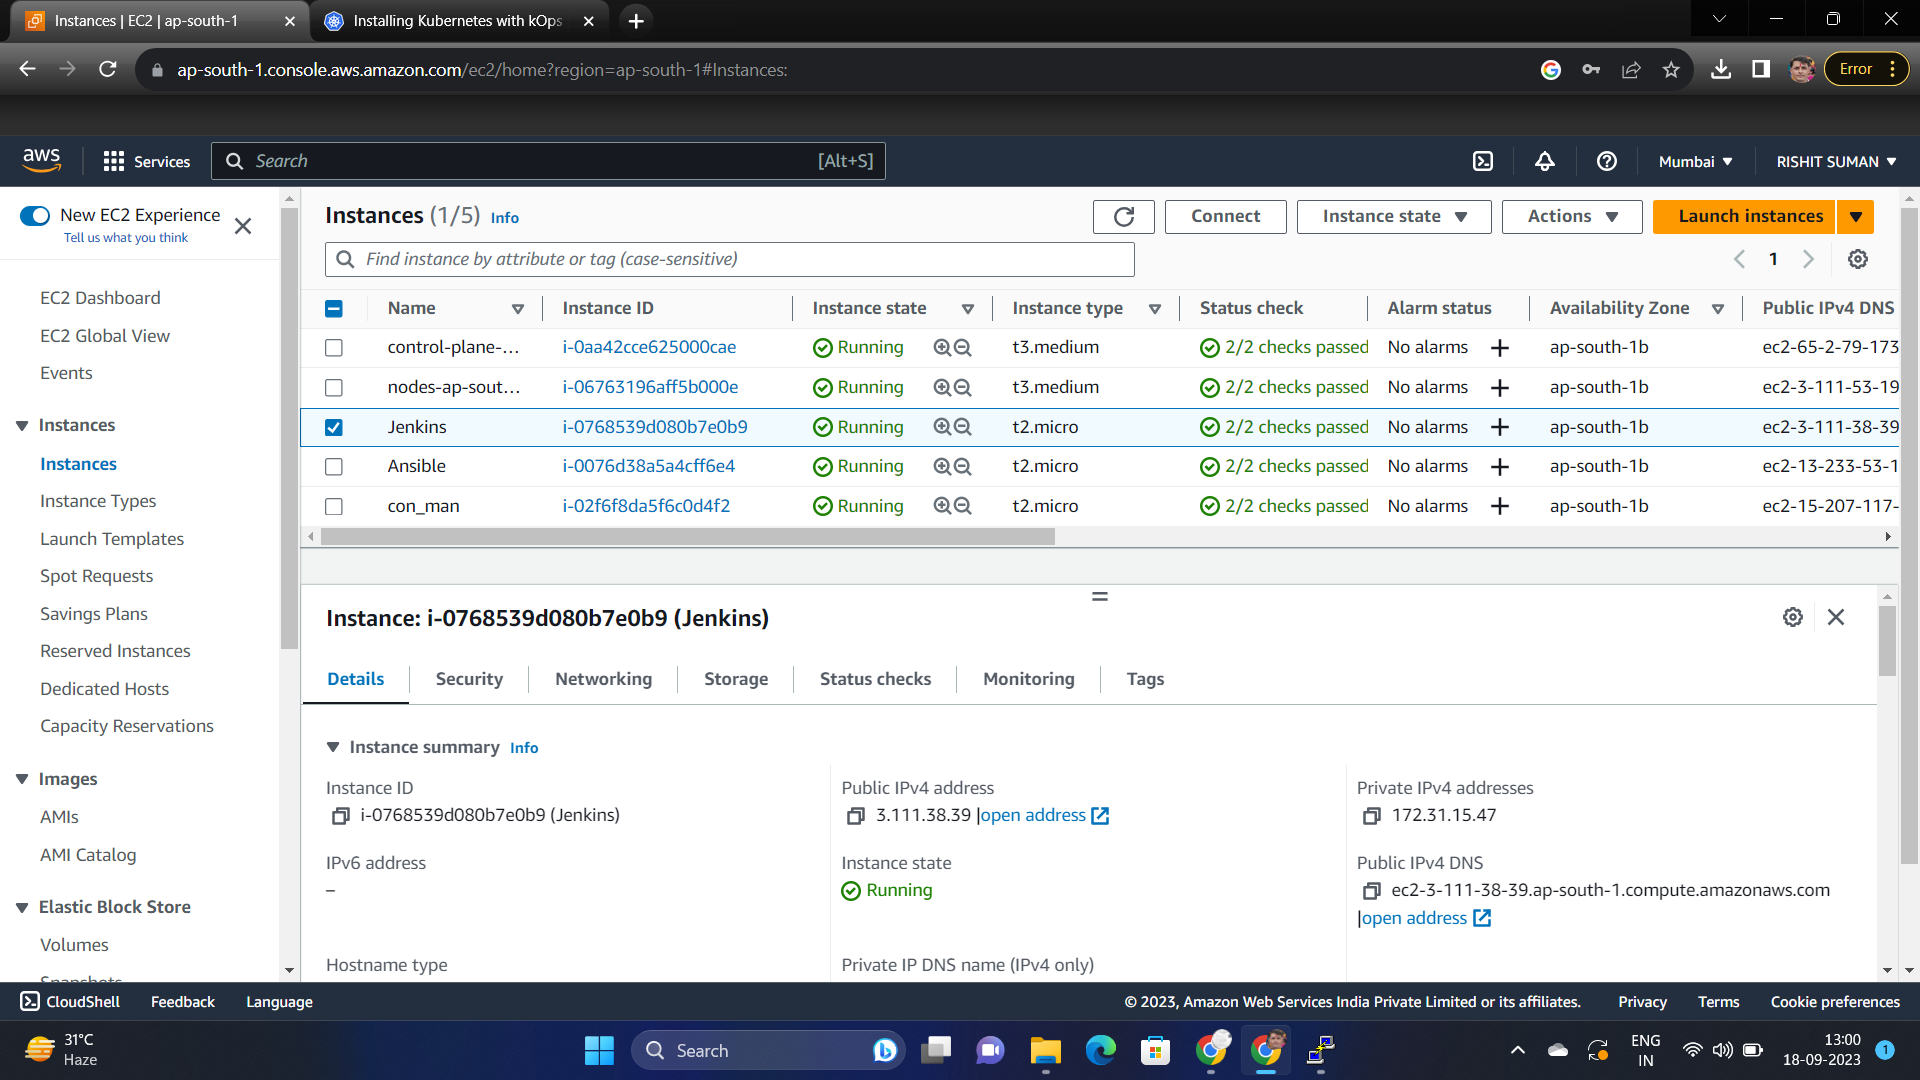 Instances | EC2 | ap-south-1
Installing Kubernetes with kOps
ap-south-1.console.aws.amazon.com/ec2/home?region=ap-south-1#Instances:
Error
aws
Services
Search
[Alt+S]
Mumbai
RISHIT SUMAN
New EC2 Experience
Tell us what you think
EC2 Dashboard
EC2 Global View
Events
Instances
Instances
Instance Types
Launch Templates
Spot Requests
Savings Plans
Reserved Instances
Dedicated Hosts
Capacity Reservations
Images
AMIs
AMI Catalog
Elastic Block Store
Volumes
Snapshots
Instances (1/5) Info
Connect
Instance state
Actions
Launch instances
Find instance by attribute or tag (case-sensitive)
1
Name Instance ID Instance state Instance type Status check Alarm status Availability Zone Public IPv4 DNS
control-plane-... i-0aa42cce625000cae Running t3.medium 2/2 checks passed No alarms + ap-south-1b ec2-65-2-79-173
nodes-ap-sout... i-06763196aff5b000e Running t3.medium 2/2 checks passed No alarms + ap-south-1b ec2-3-111-53-19
Jenkins i-0768539d080b7e0b9 Running t2.micro 2/2 checks passed No alarms + ap-south-1b ec2-3-111-38-39
Ansible i-0076d38a5a4cff6e4 Running t2.micro 2/2 checks passed No alarms + ap-south-1b ec2-13-233-53-1
con_man i-02f6f8da5f6c0d4f2 Running t2.micro 2/2 checks passed No alarms + ap-south-1b ec2-15-207-117-
Instance: i-0768539d080b7e0b9 (Jenkins)
Details Security Networking Storage Status checks Monitoring Tags
Instance summary Info
Instance ID
i-0768539d080b7e0b9 (Jenkins)
Public IPv4 address
3.111.38.39 |open address
Private IPv4 addresses
172.31.15.47
IPv6 address
–
Instance state
Running
Public IPv4 DNS
ec2-3-111-38-39.ap-south-1.compute.amazonaws.com
|open address
Hostname type
Private IP DNS name (IPv4 only)
CloudShell Feedback Language
© 2023, Amazon Web Services India Private Limited or its affiliates. Privacy Terms Cookie preferences
31°C
Haze
Search
ENG
IN
13:00
18-09-2023
1